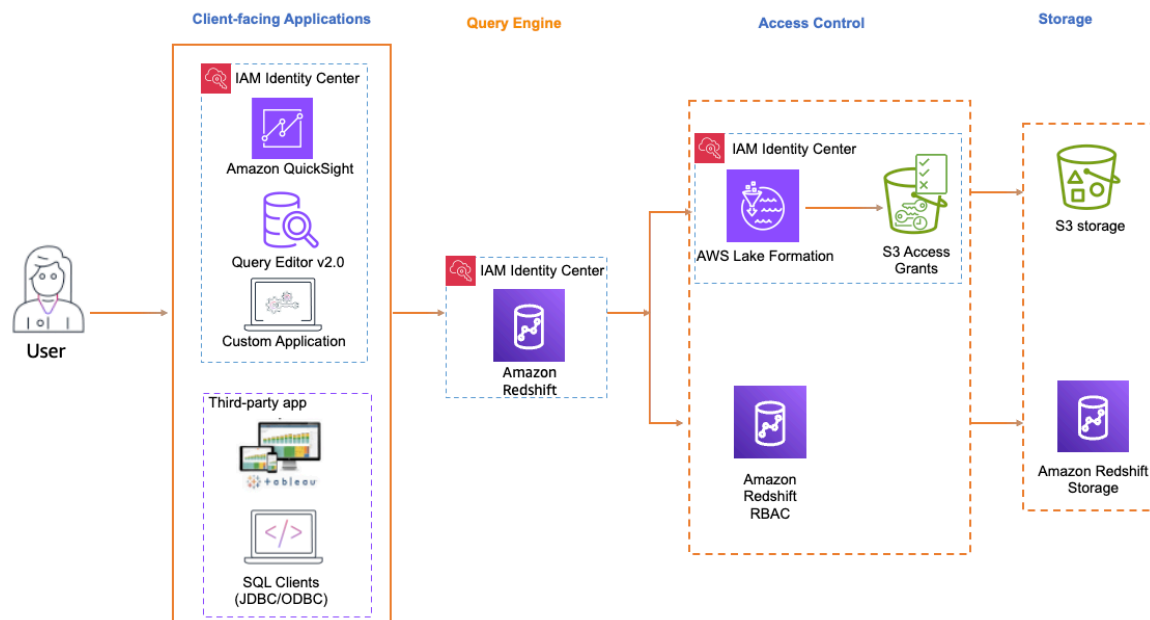 Client-facing Applications
Query Engine
Access Control
Storage
IAM Identity Center
Amazon QuickSight
Query Editor v2.0
Custom Application
User
Third-party app
+ableau
SQL Clients
(JDBC/ODBC)
IAM Identity Center
Amazon
Redshift
IAM Identity Center
AWS Lake Formation
S3 Access
Grants
Amazon
Redshift
RBAC
S3 storage
Amazon Redshift
Storage